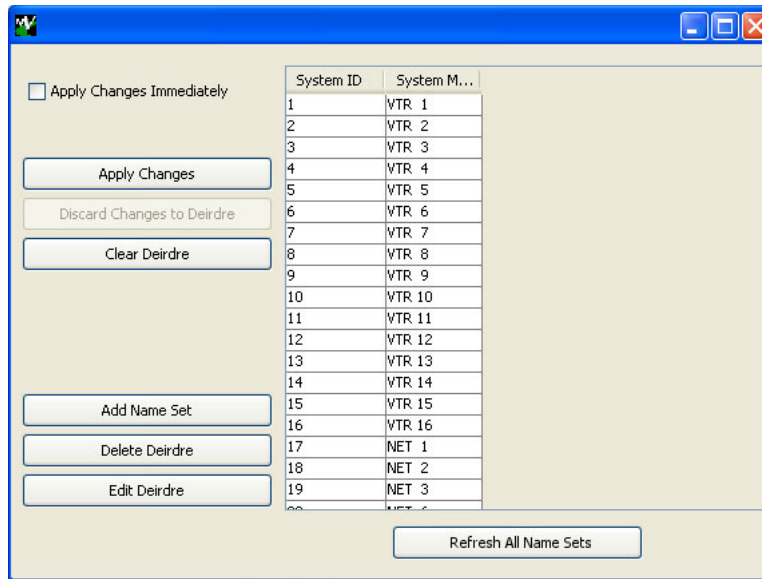 Apply Changes Immediately
Apply Changes
Discard Changes to Deirdre
Clear Deirdre
Add Name Set
Delete Deirdre
Edit Deirdre
System ID System M...
1 VTR 1
2 VTR 2
3 VTR 3
4 VTR 4
5 VTR 5
6 VTR 6
7 VTR 7
8 VTR 8
9 VTR 9
10 VTR 10
11 VTR 11
12 VTR 12
13 VTR 13
14 VTR 14
15 VTR 15
16 VTR 16
17 NET 1
18 NET 2
19 NET 3
Refresh All Name Sets